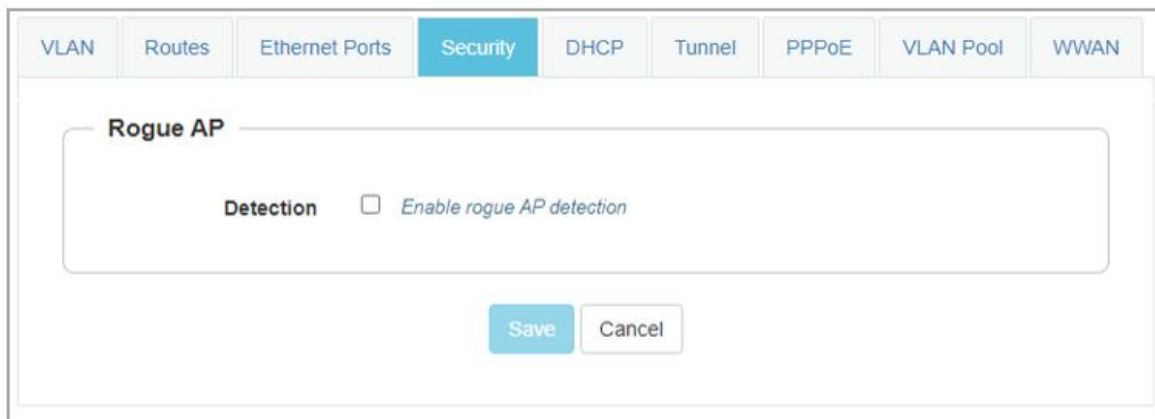 VLAN Routes Ethernet Ports Security DHCP Tunnel PPPoE VLAN Pool WWAN
Rogue AP
Detection Enable rogue AP detection
Save Cancel